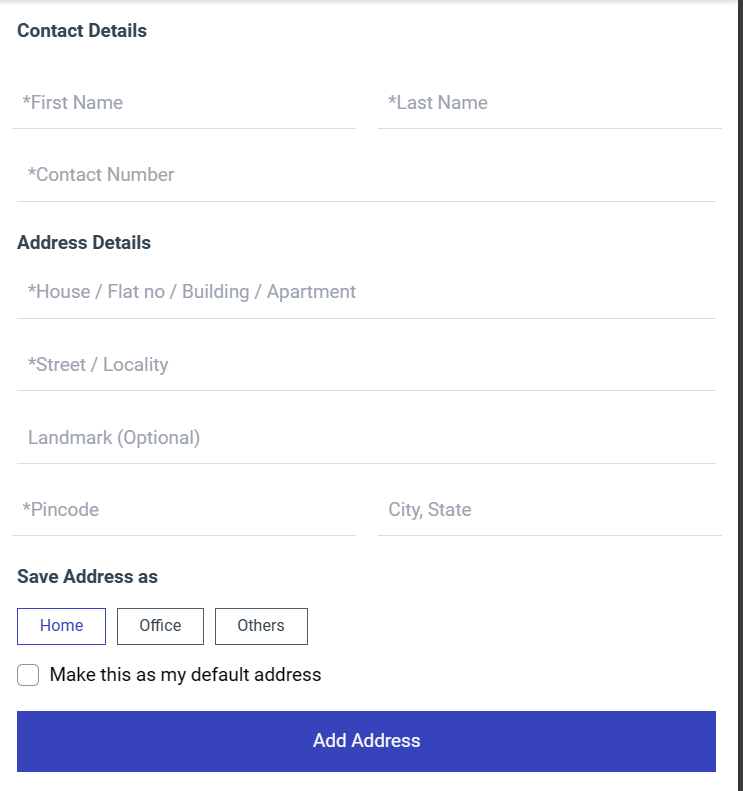 Contact Details
*First Name *Last Name
*Contact Number
Address Details
*House / Flat no / Building / Apartment
*Street / Locality
Landmark (Optional)
*Pincode City, State
Save Address as
Home Office Others
Make this as my default address
Add Address